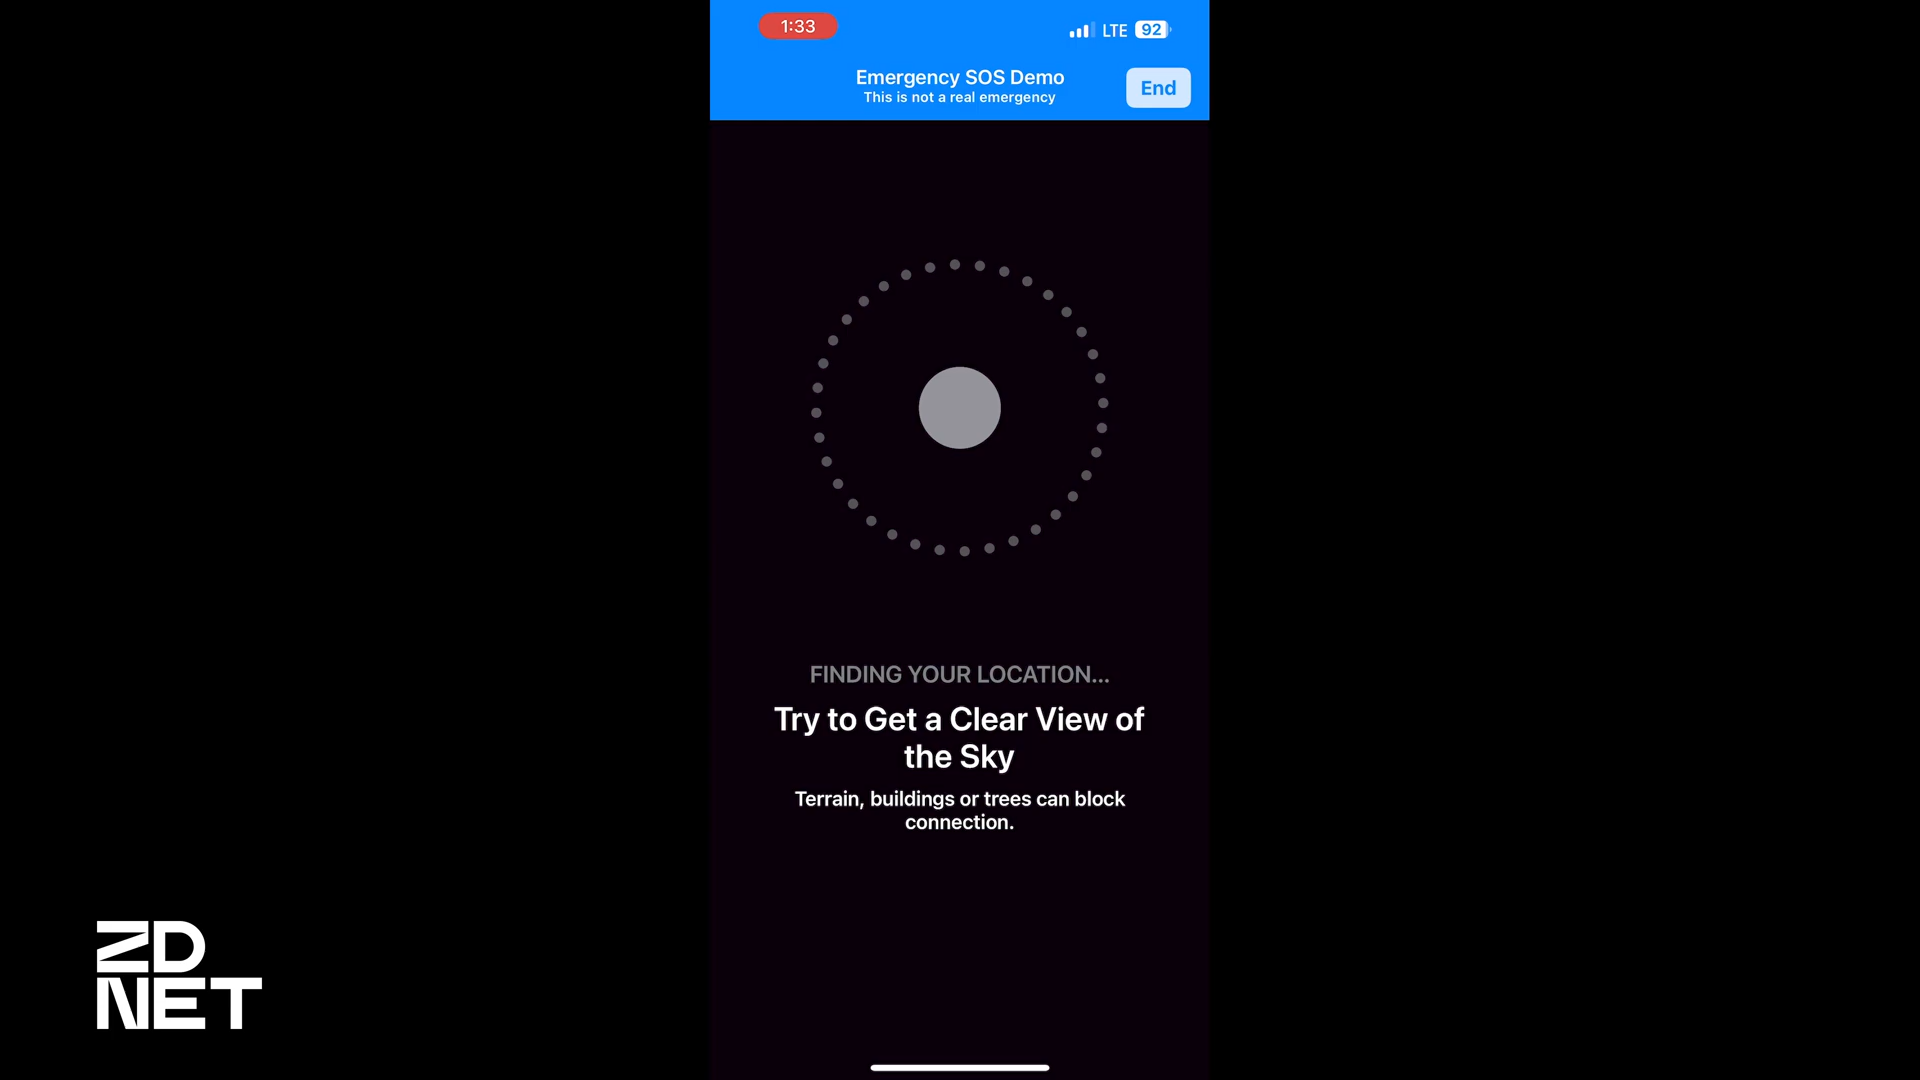 1:33
LTE 92
Emergency SOS Demo
This is not a real emergency
End
FINDING YOUR LOCATION...
Try to Get a Clear View of
the Sky
Terrain, buildings or trees can block
connection.
ZD
NET